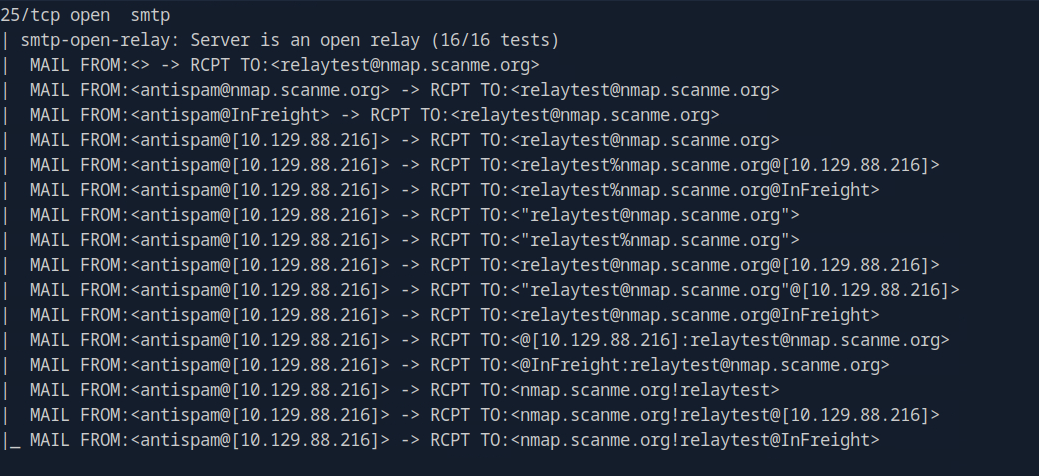 25/tcp open  smtp
| smtp-open-relay: Server is an open relay (16/16 tests)
|  MAIL FROM:<> -> RCPT TO:<relaytest@nmap.scanme.org>
|  MAIL FROM:<antispam@nmap.scanme.org> -> RCPT TO:<relaytest@nmap.scanme.org>
|  MAIL FROM:<antispam@InFreight> -> RCPT TO:<relaytest@nmap.scanme.org>
|  MAIL FROM:<antispam@[10.129.88.216]> -> RCPT TO:<relaytest@nmap.scanme.org>
|  MAIL FROM:<antispam@[10.129.88.216]> -> RCPT TO:<relaytest%nmap.scanme.org@[10.129.88.216]>
|  MAIL FROM:<antispam@[10.129.88.216]> -> RCPT TO:<relaytest%nmap.scanme.org@InFreight>
|  MAIL FROM:<antispam@[10.129.88.216]> -> RCPT TO:<"relaytest@nmap.scanme.org">
|  MAIL FROM:<antispam@[10.129.88.216]> -> RCPT TO:<"relaytest%nmap.scanme.org">
|  MAIL FROM:<antispam@[10.129.88.216]> -> RCPT TO:<relaytest@nmap.scanme.org@[10.129.88.216]>
|  MAIL FROM:<antispam@[10.129.88.216]> -> RCPT TO:<"relaytest@nmap.scanme.org"@[10.129.88.216]>
|  MAIL FROM:<antispam@[10.129.88.216]> -> RCPT TO:<relaytest@nmap.scanme.org@InFreight>
|  MAIL FROM:<antispam@[10.129.88.216]> -> RCPT TO:<@[10.129.88.216]:relaytest@nmap.scanme.org>
|  MAIL FROM:<antispam@[10.129.88.216]> -> RCPT TO:<@InFreight:relaytest@nmap.scanme.org>
|  MAIL FROM:<antispam@[10.129.88.216]> -> RCPT TO:<nmap.scanme.org!relaytest>
|  MAIL FROM:<antispam@[10.129.88.216]> -> RCPT TO:<nmap.scanme.org!relaytest@[10.129.88.216]>
|_ MAIL FROM:<antispam@[10.129.88.216]> -> RCPT TO:<nmap.scanme.org!relaytest@InFreight>